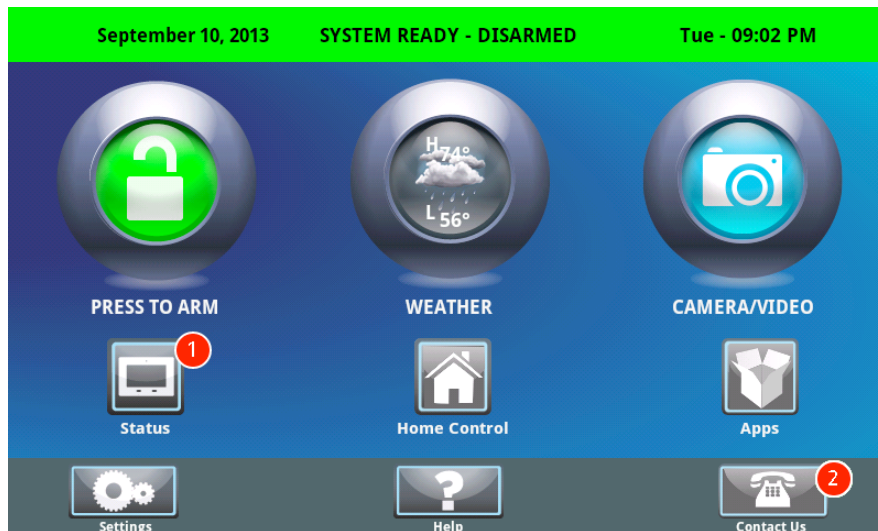 September 10, 2013 SYSTEM READY - DISARMED Tue - 09:02 PM
H 74°
L 56°
PRESS TO ARM WEATHER CAMERA/VIDEO
1
Status Home Control Apps
?
2
Settings Help Contact Us